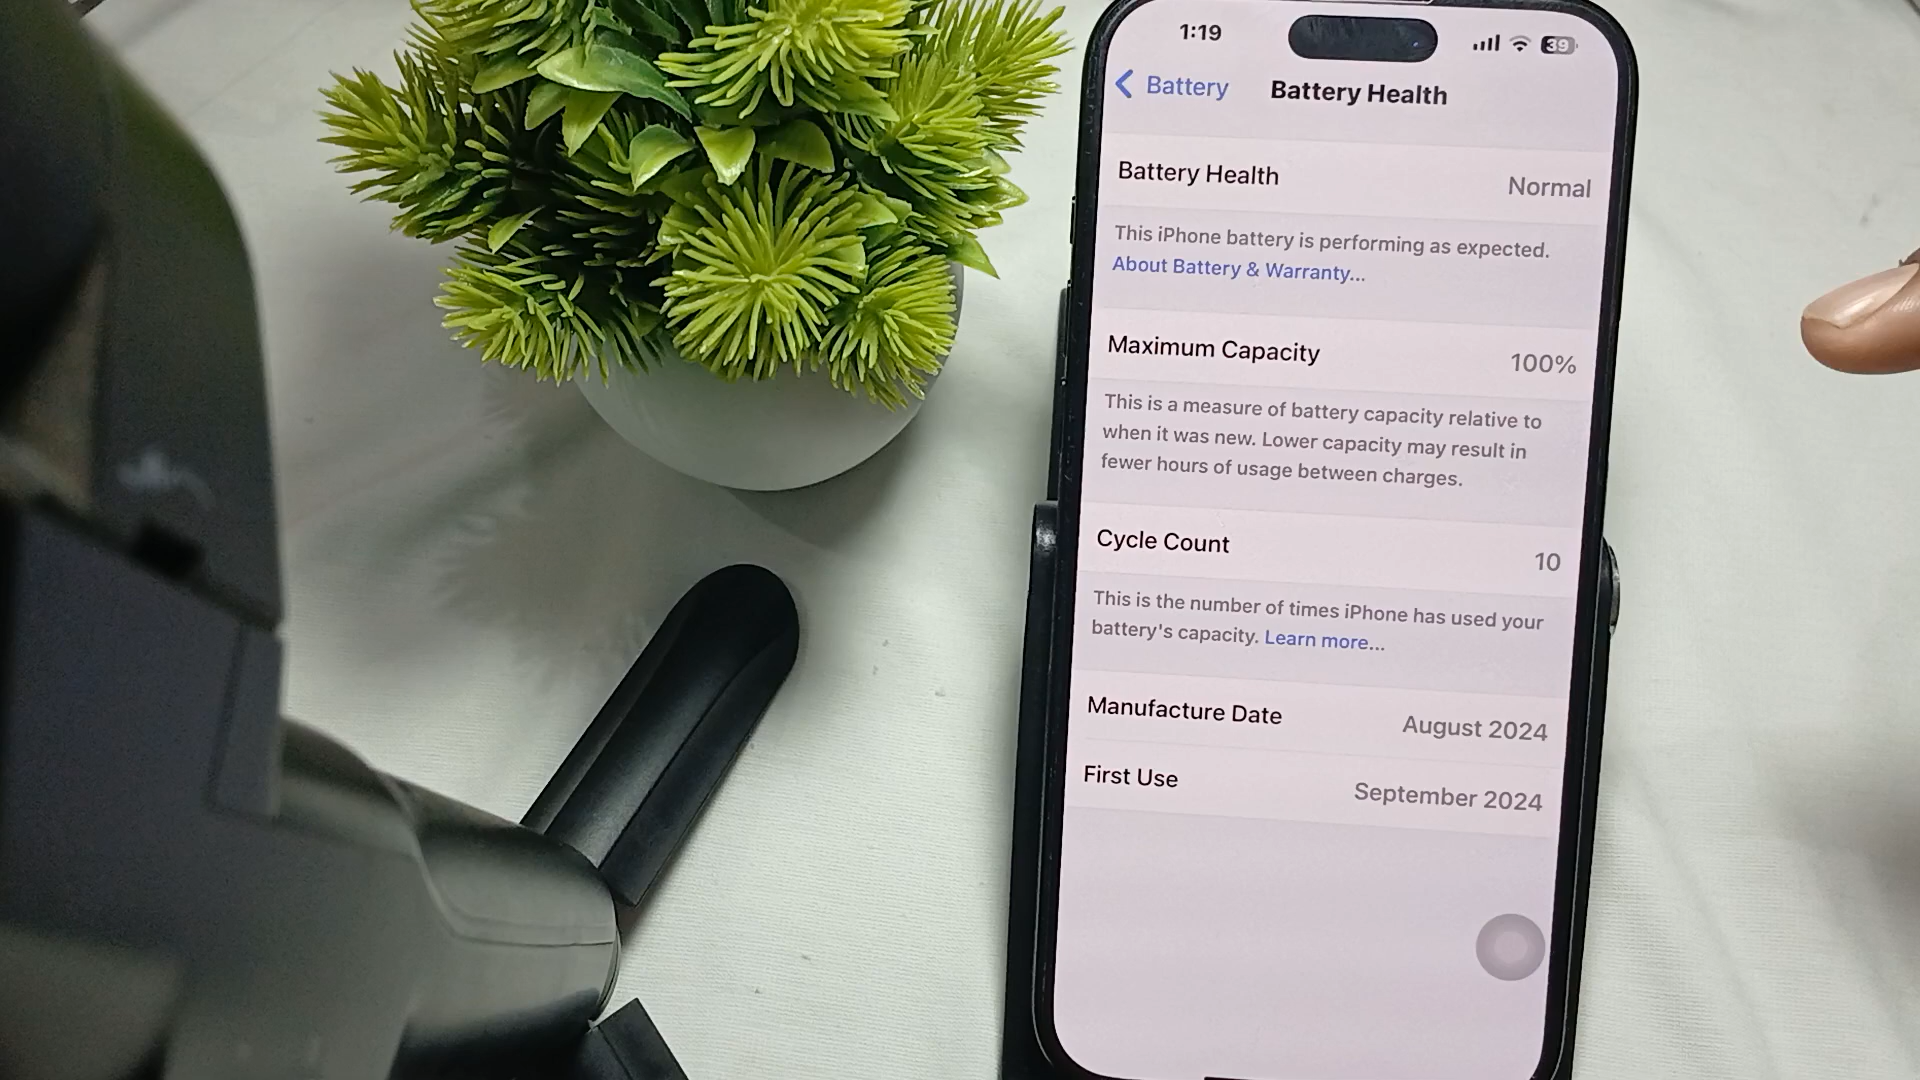 1:19
39
Battery
Battery Health
Battery Health
Normal
This iPhone battery is performing as expected.
About Battery & Warranty...
Maximum Capacity
100%
This is a measure of battery capacity relative to
when it was new. Lower capacity may result in
fewer hours of usage between charges.
Cycle Count
10
This is the number of times iPhone has used your
battery's capacity. Learn more...
Manufacture Date
August 2024
First Use
September 2024